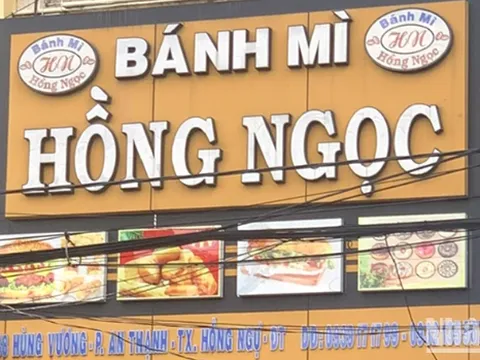 BÁNH MÌ
Bánh Mì
HN
Hồng Ngọc
Bánh Mì
HN
Hồng Ngọc
HỒNG NGỌC
HÙNG VƯƠNG - P. AN THẠNH - TX. HỒNG NGỰ - ĐT